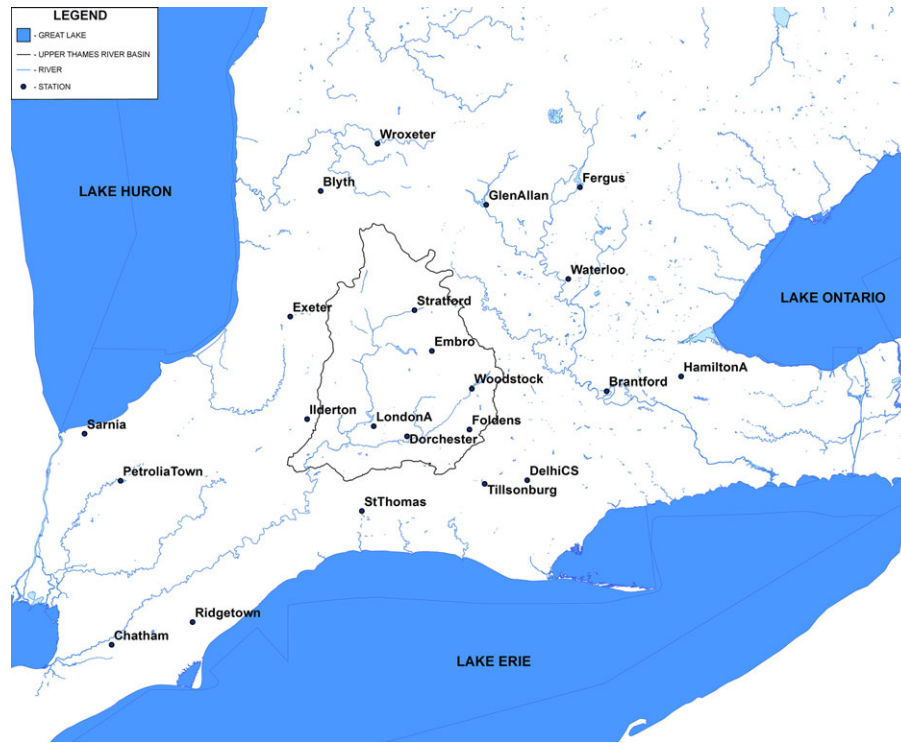 LEGEND
- GREAT LAKE
- UPPER THAMES RIVER BASIN
- RIVER
- STATION
Wroxeter
LAKE HURON
Blyth
Fergus
GlenAllan
Waterloo
LAKE ONTARIO
Exeter
Stratford
Embro
HamiltonA
Woodstock
Brantford
Ilderton
LondonA
Foldens
Sarnia
Dorchester
PetroliaTown
DelhiCS
Tillsonburg
StThomas
Ridgetown
Chatham
LAKE ERIE